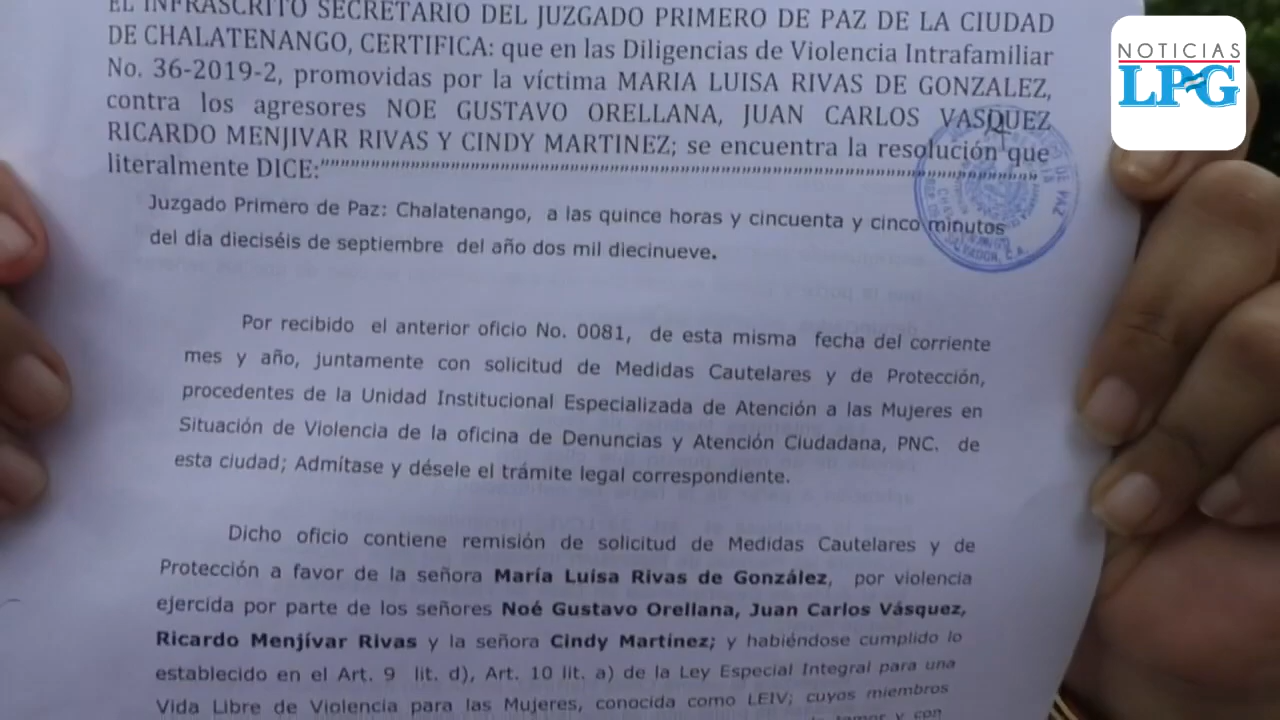 EL INFRASCRITO SECRETARIO DEL JUZGADO PRIMERO DE PAZ DE LA CIUDAD
DE CHALATENANGO, CERTIFICA: que en las Diligencias de Violencia Intrafamiliar
No. 36-2019-2, promovidas por la víctima MARIA LUISA RIVAS DE GONZALEZ,
contra los agresores NOE GUSTAVO ORELLANA, JUAN CARLOS VASQUEZ
RICARDO MENJIVAR RIVAS Y CINDY MARTINEZ; se encuentra la resolución que
literalmente DICE:
Juzgado Primero de Paz: Chalatenango, a las quince horas y cincuenta y cinco minutos
del día dieciséis de septiembre del año dos mil diecinueve.
Por recibido el anterior oficio No. 0081, de esta misma fecha del corriente
mes y año, juntamente con solicitud de Medidas Cautelares y de Protección,
procedentes de la Unidad Institucional Especializada de Atención a las Mujeres en
Situación de Violencia de la oficina de Denuncias y Atención Ciudadana, PNC. de
esta ciudad; Admítase y désele el trámite legal correspondiente.
Dicho oficio contiene remisión de solicitud de Medidas Cautelares y de
Protección a favor de la señora María Luisa Rivas de González, por violencia
ejercida por parte de los señores Noé Gustavo Orellana, Juan Carlos Vásquez,
Ricardo Menjívar Rivas y la señora Cindy Martínez; y habiéndose cumplido lo
establecido en el Art. 9 lit. d), Art. 10 lit. a) de la Ley Especial Integral para una
Vida Libre de Violencia para las Mujeres, conocida como LEIV; cuyos miembros
temor y con
NOTICIAS
LPG
DE PAZ
SALVADOR, C.A.